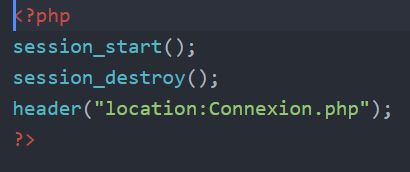 <?php
session_start();
session_destroy();
header("location:Connexion.php");
?>